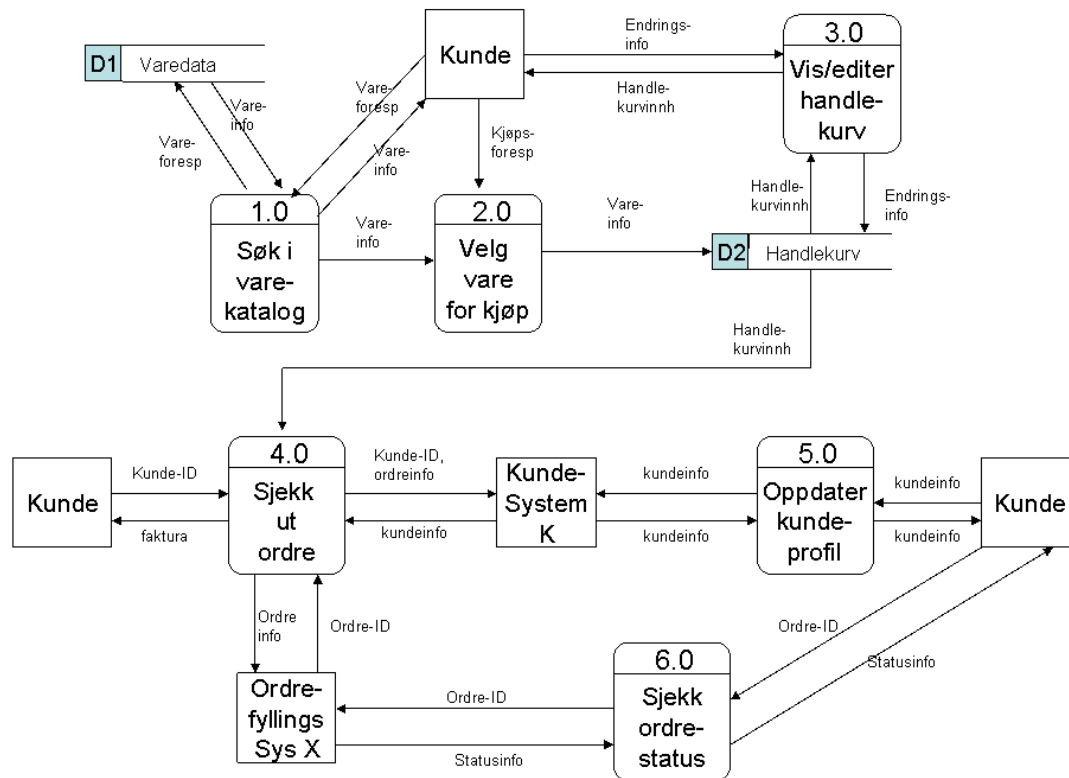 D1 Varedata
Kunde
3.0
Vis/editer
handle-
kurv
Endrings-
info
Handle-
kurvinnh
Vare-
foresp
Vare-
info
Vare-
foresp
Vare-
info
Kjøps-
foresp
Handle-
kurvinnh
Endrings-
info
1.0
Søk i
vare-
katalog
Vare-
info
2.0
Velg
vare
for kjøp
Vare-
info
D2 Handlekurv
Handle-
kurvinnh
Kunde
Kunde-ID
faktura
4.0
Sjekk
ut
ordre
Kunde-ID,
ordreinfo
kundeinfo
Kunde-
System
K
kundeinfo
kundeinfo
5.0
Oppdater
kunde-
profil
kundeinfo
kundeinfo
Kunde
Ordre
info
Ordre-ID
Ordre-ID
Statusinfo
Ordre-
fyllings
Sys X
Ordre-ID
Statusinfo
6.0
Sjekk
ordre-
status